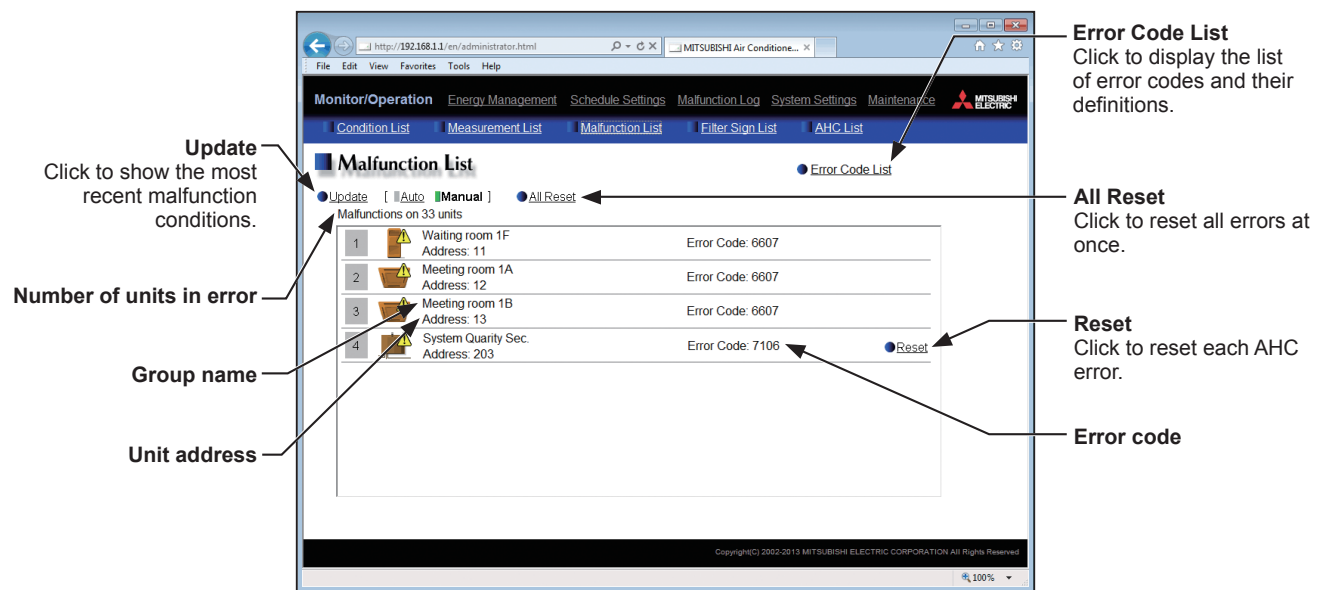 http://192.168.1.1/en/administrator.html
MITSUBISHI Air Conditione...
File Edit View Favorites Tools Help
Monitor/Operation Energy Management Schedule Settings Malfunction Log System Settings Maintenance MITSUBISHI ELECTRIC
Condition List Measurement List Malfunction List Filter Sign List AHC List
Malfunction List
Error Code List
Update [ Auto Manual ] All Reset
Malfunctions on 33 units
1 Waiting room 1F
Address: 11
Error Code: 6607
2 Meeting room 1A
Address: 12
Error Code: 6607
3 Meeting room 1B
Address: 13
Error Code: 6607
4 System Quarity Sec.
Address: 203
Error Code: 7106
Reset
Copyright(C) 2002-2013 MITSUBISHI ELECTRIC CORPORATION All Rights Reserved
100%
Update
Click to show the most
recent malfunction
conditions.
Number of units in error
Group name
Unit address
Error Code List
Click to display the list
of error codes and their
definitions.
All Reset
Click to reset all errors at
once.
Reset
Click to reset each AHC
error.
Error code